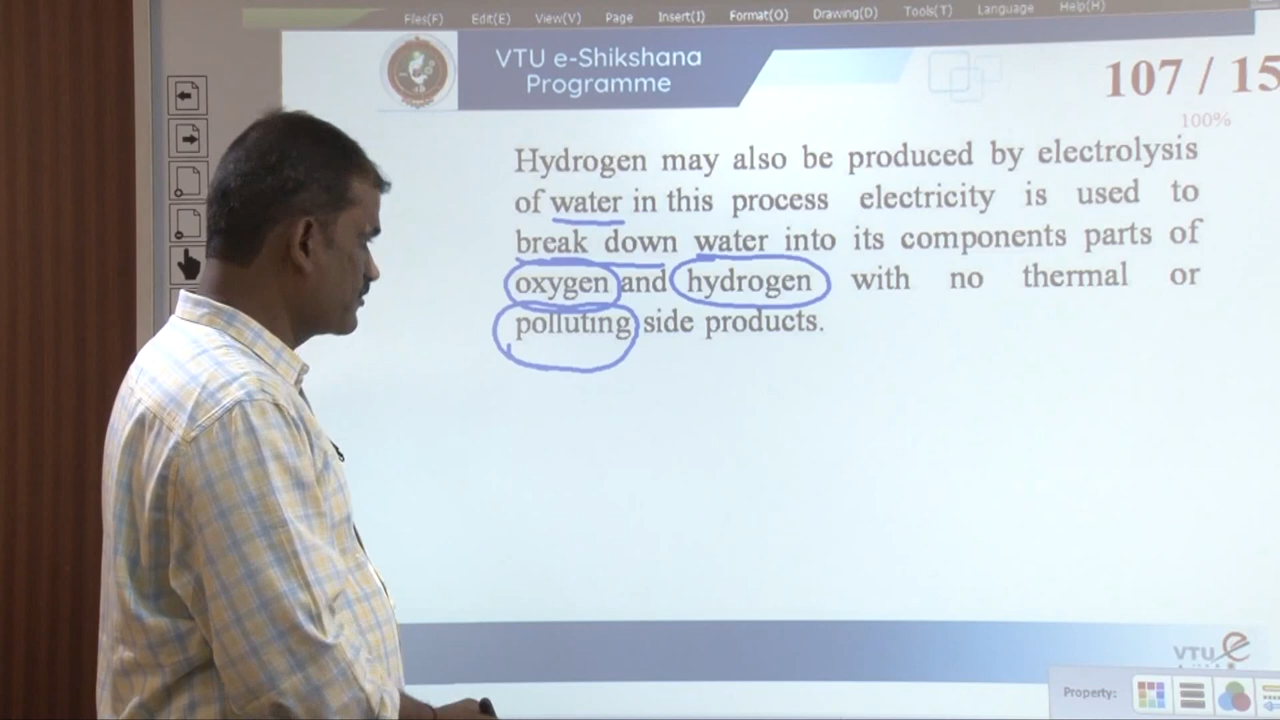 Files(F) Edit(E) View(V) Page Insert(I) Format(O) Drawing(D) Tools(T) Language Help(H)
VTU e-Shikshana
Programme
107 / 15
100%
Hydrogen may also be produced by electrolysis
of water in this process electricity is used to
break down water into its components parts of
oxygen and hydrogen with no thermal or
polluting side products.
VTU e
Property: